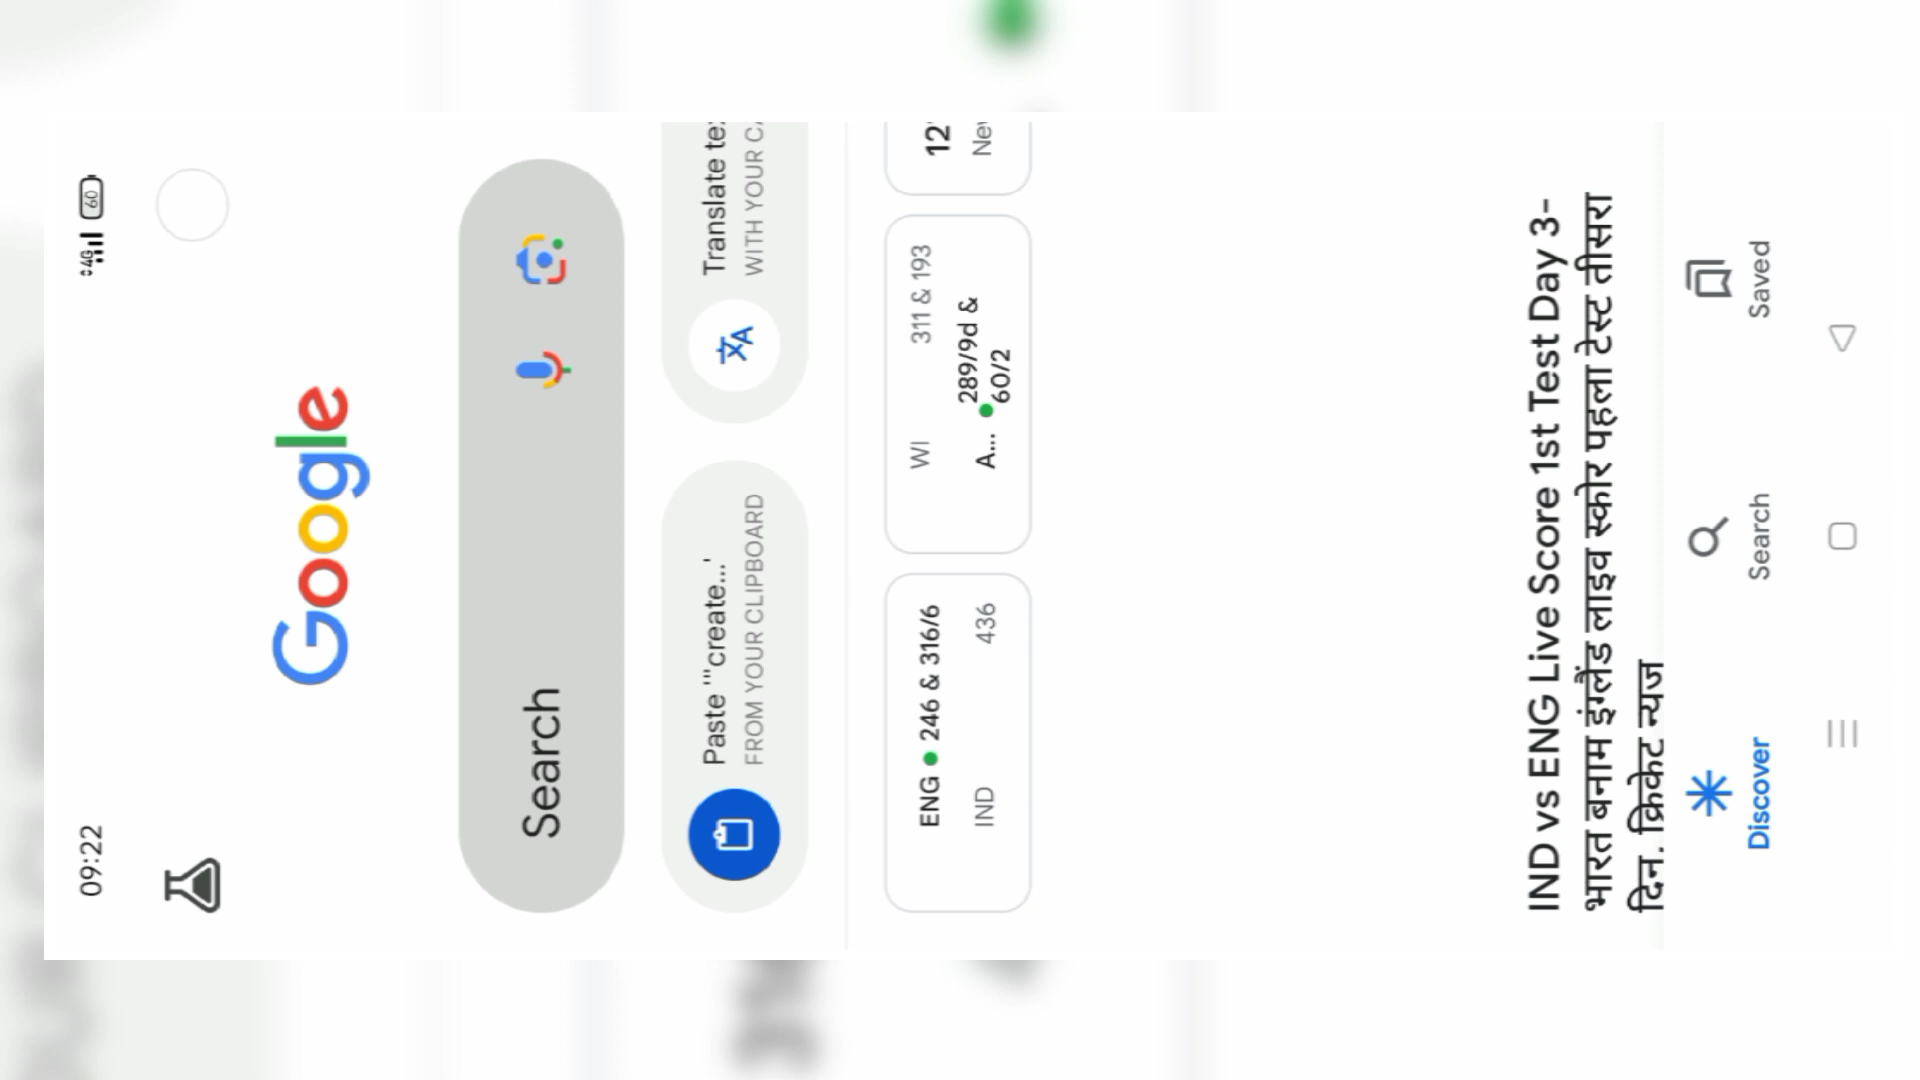 09:22
4G 60
Google
Search
Paste '"create...'
FROM YOUR CLIPBOARD
Translate te
WITH YOUR
ENG 246 & 316/6
IND 436
WI 311 & 193
A... 289/9d &
60/2
12
IND vs ENG Live Score 1st Test Day 3-
भारत बनाम इंग्लैंड लाइव स्कोर पहला टेस्ट तीसरा
दिन. क्रिकेट न्यूज
Discover
Search
Saved